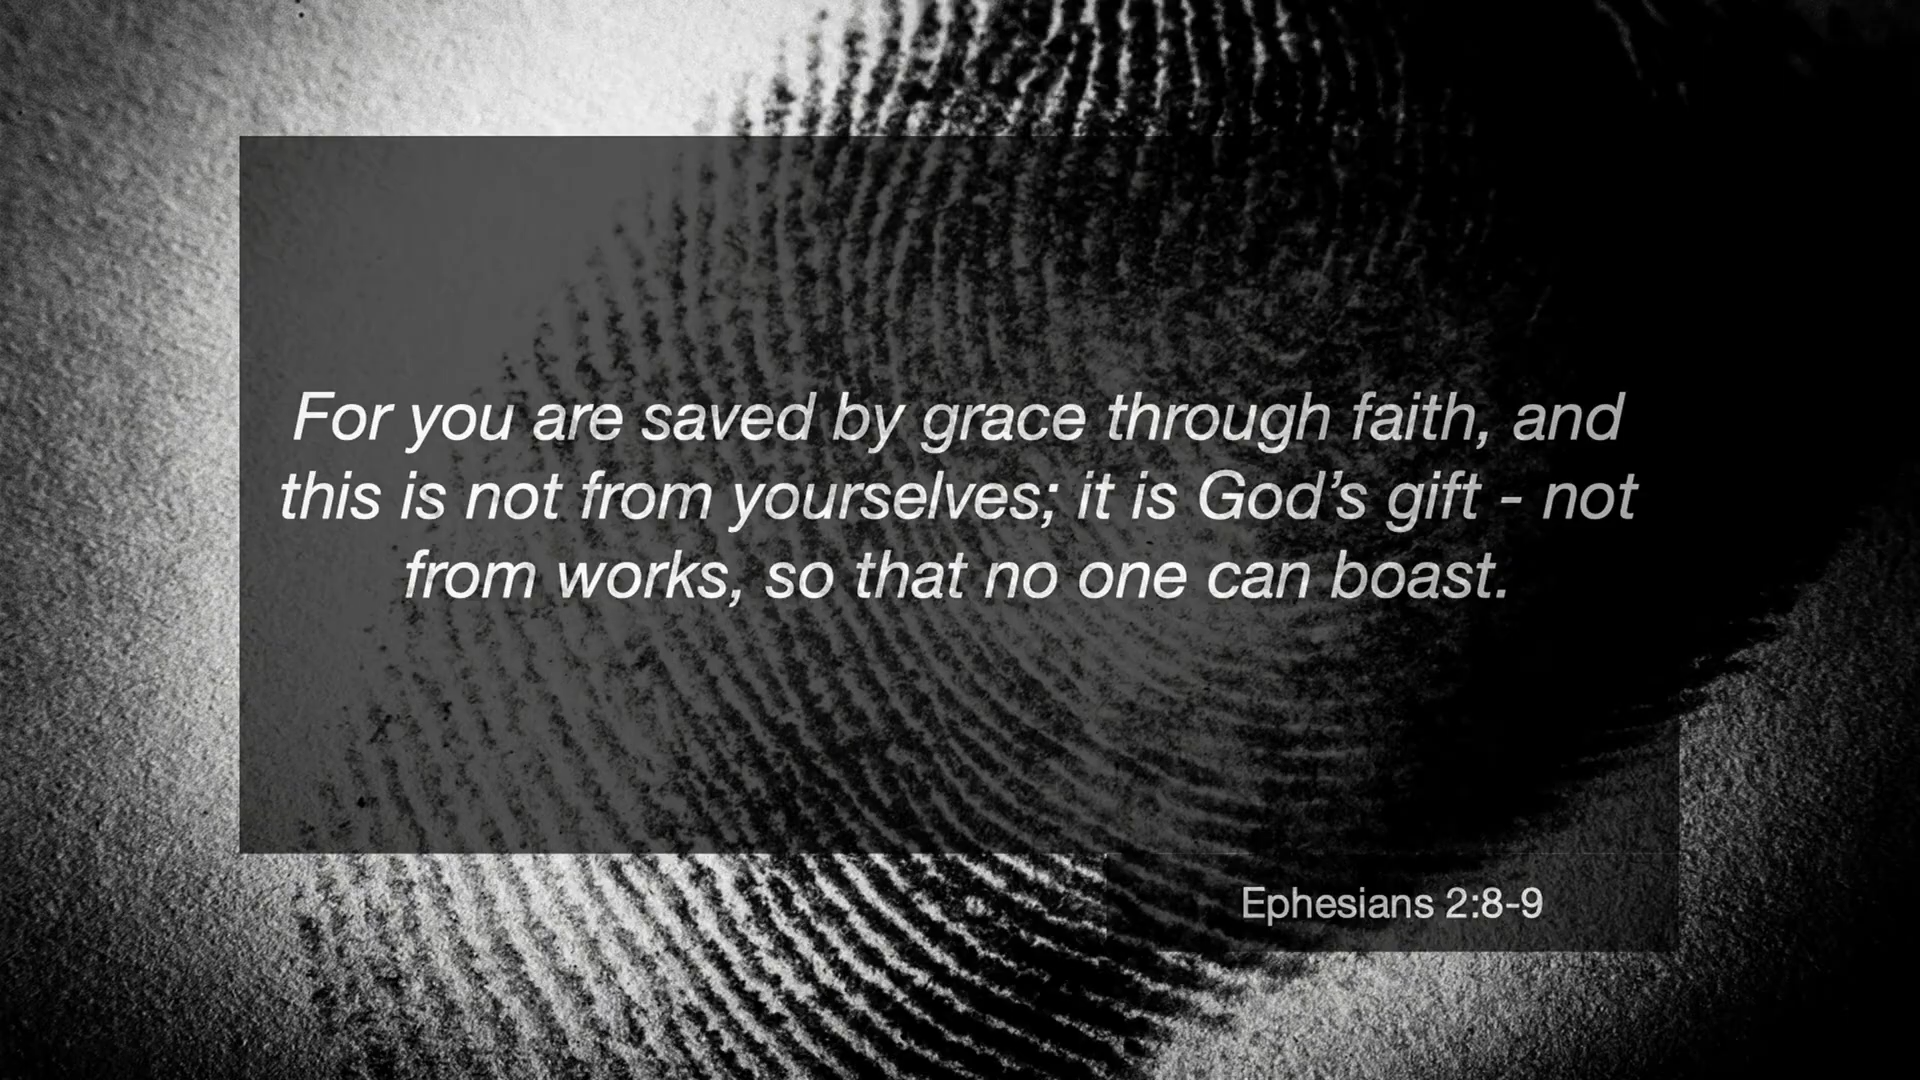 For you are saved by grace through faith, and
this is not from yourselves; it is God’s gift - not
from works, so that no one can boast.
Ephesians 2:8-9